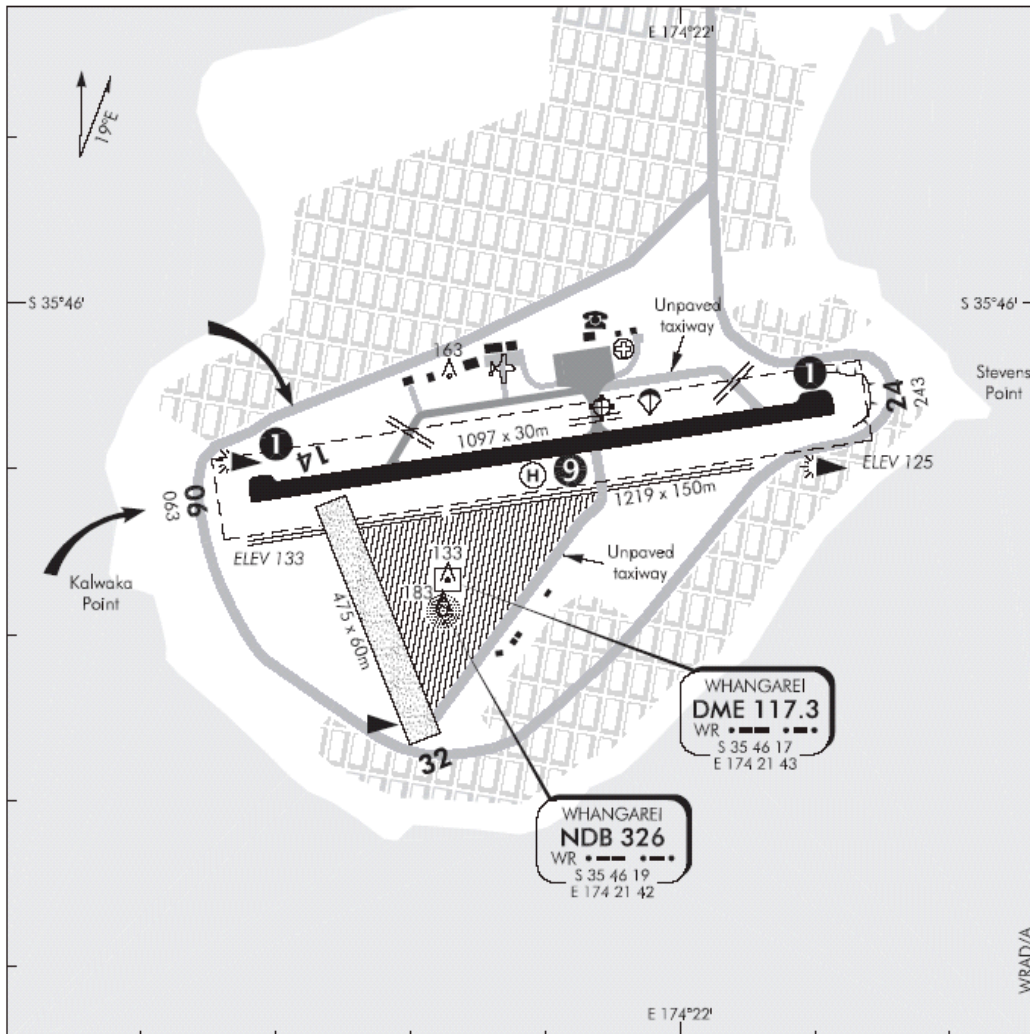 E 174°22'
19°E
S 35°46'
S 35°46'
Unpaved
taxiway
163
Stevens
Point
1
24
243
1097 x 30m
1
14
ELEV 125
H
9
1219 x 150m
06
063
ELEV 133
Unpaved
taxiway
133
Kalwaka
Point
183
475 x 60m
WHANGAREI
DME 117.3
WR
S 35 46 17
E 174 21 43
32
WHANGAREI
NDB 326
WR
S 35 46 19
E 174 21 42
WRAD/A
E 174°22'